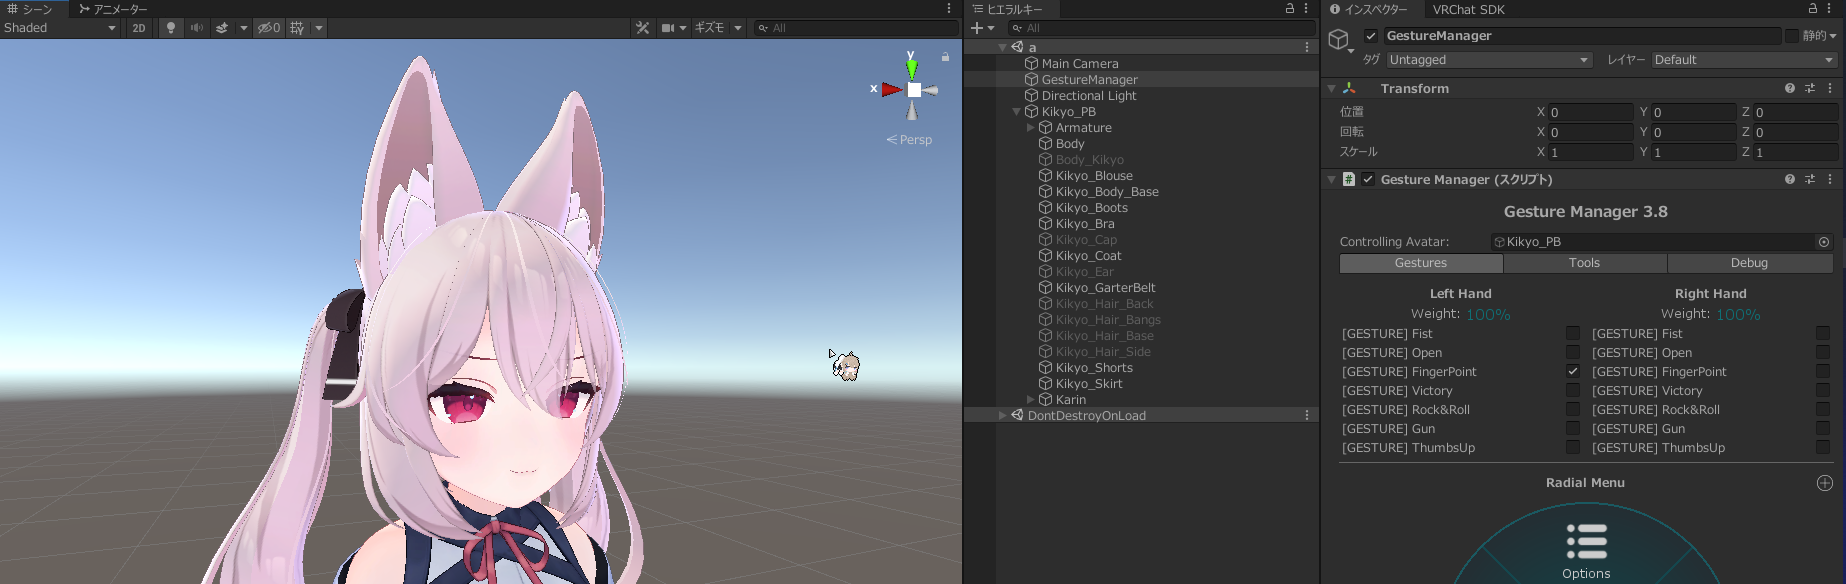 シーン
アニメーター
Shaded
2D
0
ギズモ
All
y
x
Persp
ヒエラルキー
All
a
Main Camera
GestureManager
Directional Light
Kikyo_PB
Armature
Body
Body_Kikyo
Kikyo_Blouse
Kikyo_Body_Base
Kikyo_Boots
Kikyo_Bra
Kikyo_Cap
Kikyo_Coat
Kikyo_Ear
Kikyo_GarterBelt
Kikyo_Hair_Back
Kikyo_Hair_Bangs
Kikyo_Hair_Base
Kikyo_Hair_Side
Kikyo_Shorts
Kikyo_Skirt
Karin
DontDestroyOnLoad
インスペクター
VRChat SDK
GestureManager
静的
タグ Untagged レイヤー Default
Transform
位置 X 0 Y 0 Z 0
回転 X 0 Y 0 Z 0
スケール X 1 Y 1 Z 1
# Gesture Manager (スクリプト)
Gesture Manager 3.8
Controlling Avatar: Kikyo_PB
Gestures Tools Debug
Left Hand Right Hand
Weight: 100% Weight: 100%
[GESTURE] Fist [GESTURE] Fist
[GESTURE] Open [GESTURE] Open
[GESTURE] FingerPoint [GESTURE] FingerPoint
[GESTURE] Victory [GESTURE] Victory
[GESTURE] Rock&Roll [GESTURE] Rock&Roll
[GESTURE] Gun [GESTURE] Gun
[GESTURE] ThumbsUp [GESTURE] ThumbsUp
Radial Menu
Options